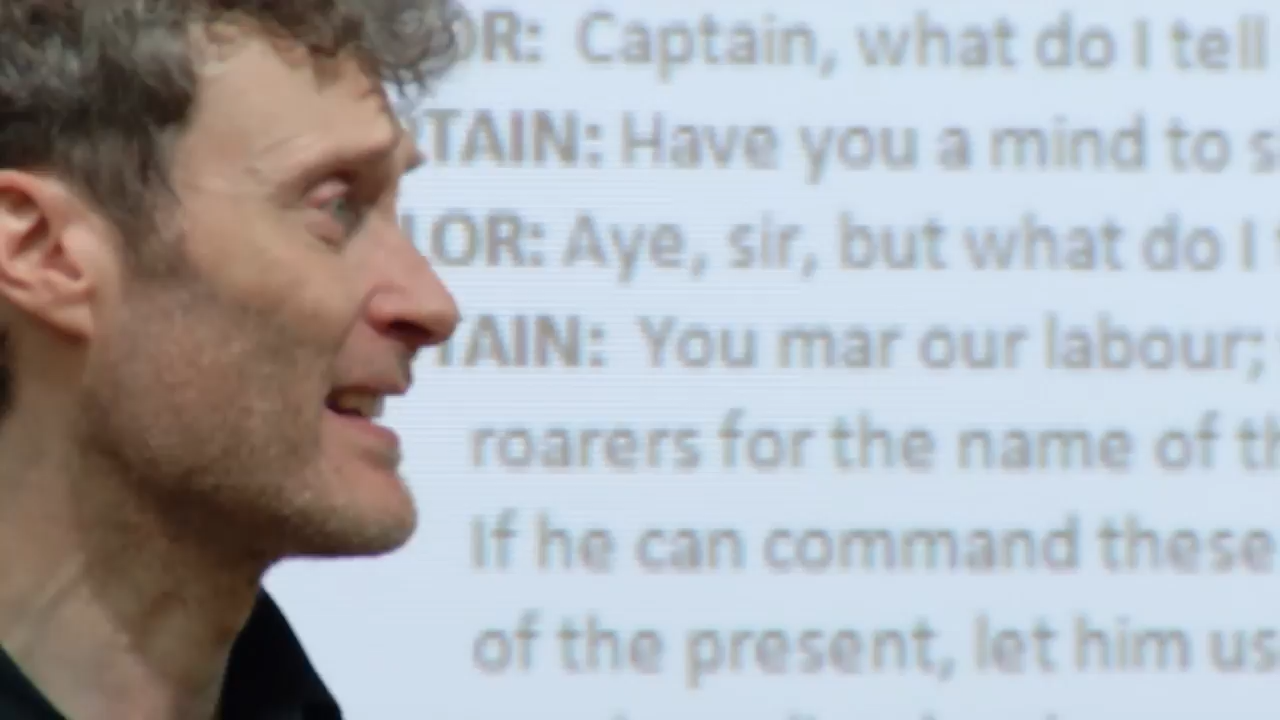 OR: Captain, what do I tell
TAIN: Have you a mind to s
LOR: Aye, sir, but what do I
TAIN: You mar our labour;
roarers for the name of th
If he can command these
of the present, let him us